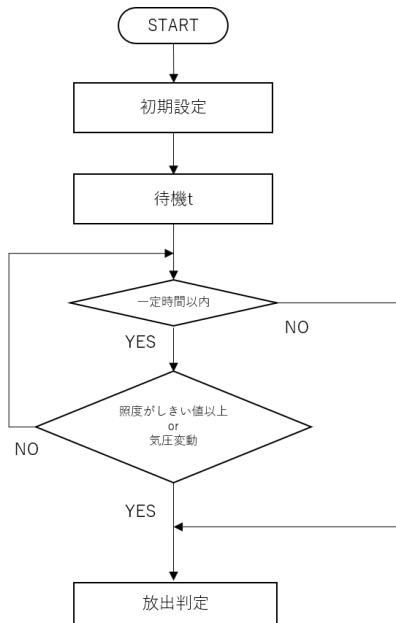 START
初期設定
待機t
一定時間以内
NO
YES
照度がしきい値以上
or
気圧変動
NO
YES
放出判定